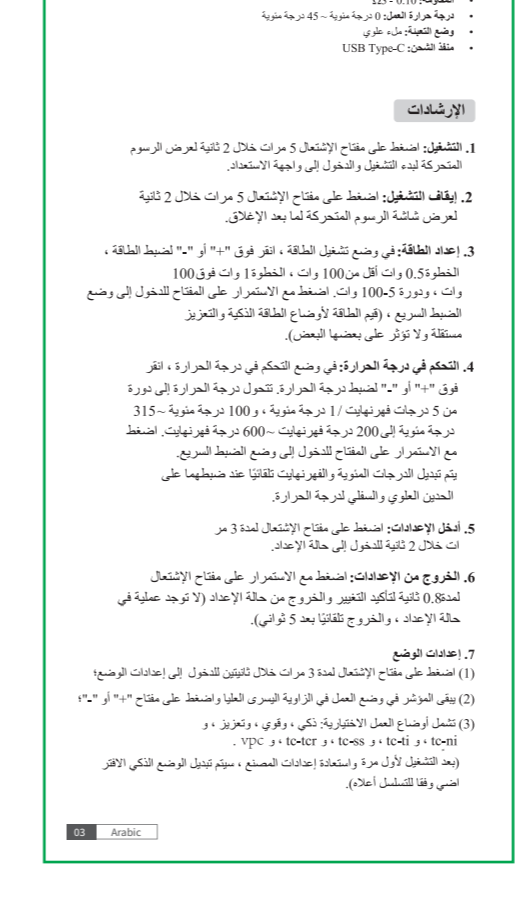 • المقاومة: 0.10 - 3Ω
• درجة حرارة العمل: 0 درجة مئوية ~ 45 درجة مئوية
• وضع التعبئة: ملء علوي
• منفذ الشحن: USB Type-C
الإرشادات
1. التشغيل: اضغط على مفتاح الإشتعال 5 مرات خلال 2 ثانية لعرض الرسوم
المتحركة لبدء التشغيل والدخول إلى واجهة الاستعداد.
2. إيقاف التشغيل: اضغط على مفتاح الإشتعال 5 مرات خلال 2 ثانية
لعرض شاشة الرسوم المتحركة لما بعد الإغلاق.
3. إعداد الطاقة: في وضع تشغيل الطاقة ، انقر فوق "+" أو "-" لضبط الطاقة ،
الخطوة0.5 وات أقل من100 وات ، الخطوة1 وات فوق100
وات ، ودورة 5-100 وات. اضغط مع الاستمرار على المفتاح للدخول إلى وضع
الضبط السريع ، (قيم الطاقة لأوضاع الطاقة الذكية والتعزيز
مستقلة ولا تؤثر على بعضها البعض).
4. التحكم في درجة الحرارة: في وضع التحكم في درجة الحرارة ، انقر
فوق "+" أو "-" لضبط درجة الحرارة. تتحول درجة الحرارة إلى دورة
من 5 درجات فهرنهايت /1 درجة مئوية ، و 100 درجة مئوية ~315
درجة مئوية إلى 200 درجة فهرنهايت ~600 درجة فهرنهايت. اضغط
مع الاستمرار على المفتاح للدخول إلى وضع الضبط السريع.
يتم تبديل الدرجات المئوية والفهرنهايت تلقائيًا عند ضبطهما على
الحدين العلوي والسفلي لدرجة الحرارة.
5. أدخل الإعدادات: اضغط على مفتاح الإشتعال لمدة 3 مر
ات خلال 2 ثانية للدخول إلى حالة الإعداد.
6. الخروج من الإعدادات: اضغط مع الاستمرار على مفتاح الإشتعال
لمدة0.8 ثانية لتأكيد التغيير والخروج من حالة الإعداد (لا توجد عملية في
حالة الإعداد ، والخروج تلقائيًا بعد 5 ثواني).
7. إعدادات الوضع
(1) اضغط على مفتاح الإشتعال لمدة 3 مرات خلال ثانيتين للدخول إلى إعدادات الوضع؛
(2) يبقى المؤشر في وضع العمل في الزاوية اليسرى العليا واضغط على مفتاح "+" أو "-"؛
(3) تشمل أوضاع العمل الاختيارية: ذكي ، وقوي ، وتعزيز ، و
tc-ni ، و tc-ti ، و tc-ss ، و tc-tcr ، و vpc .
(بعد التشغيل لأول مرة واستعادة إعدادات المصنع ، سيتم تبديل الوضع الذكي الافتر
اضي وفقا للتسلسل أعلاه).
03 Arabic